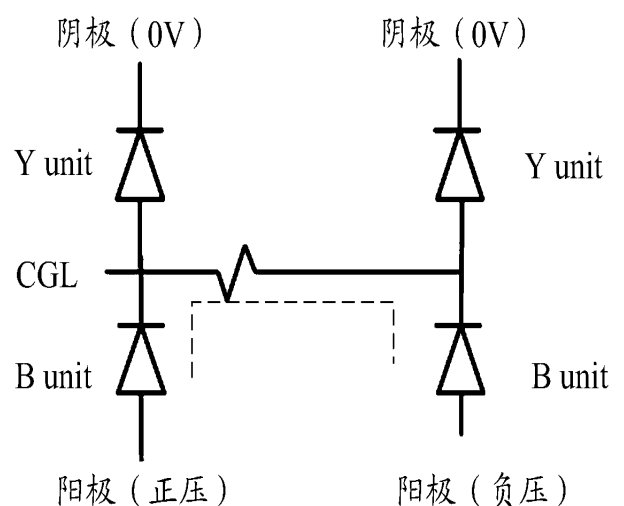 阴极（0V） 阴极（0V）
Y unit Y unit
CGL
B unit B unit
阳极（正压） 阳极（负压）